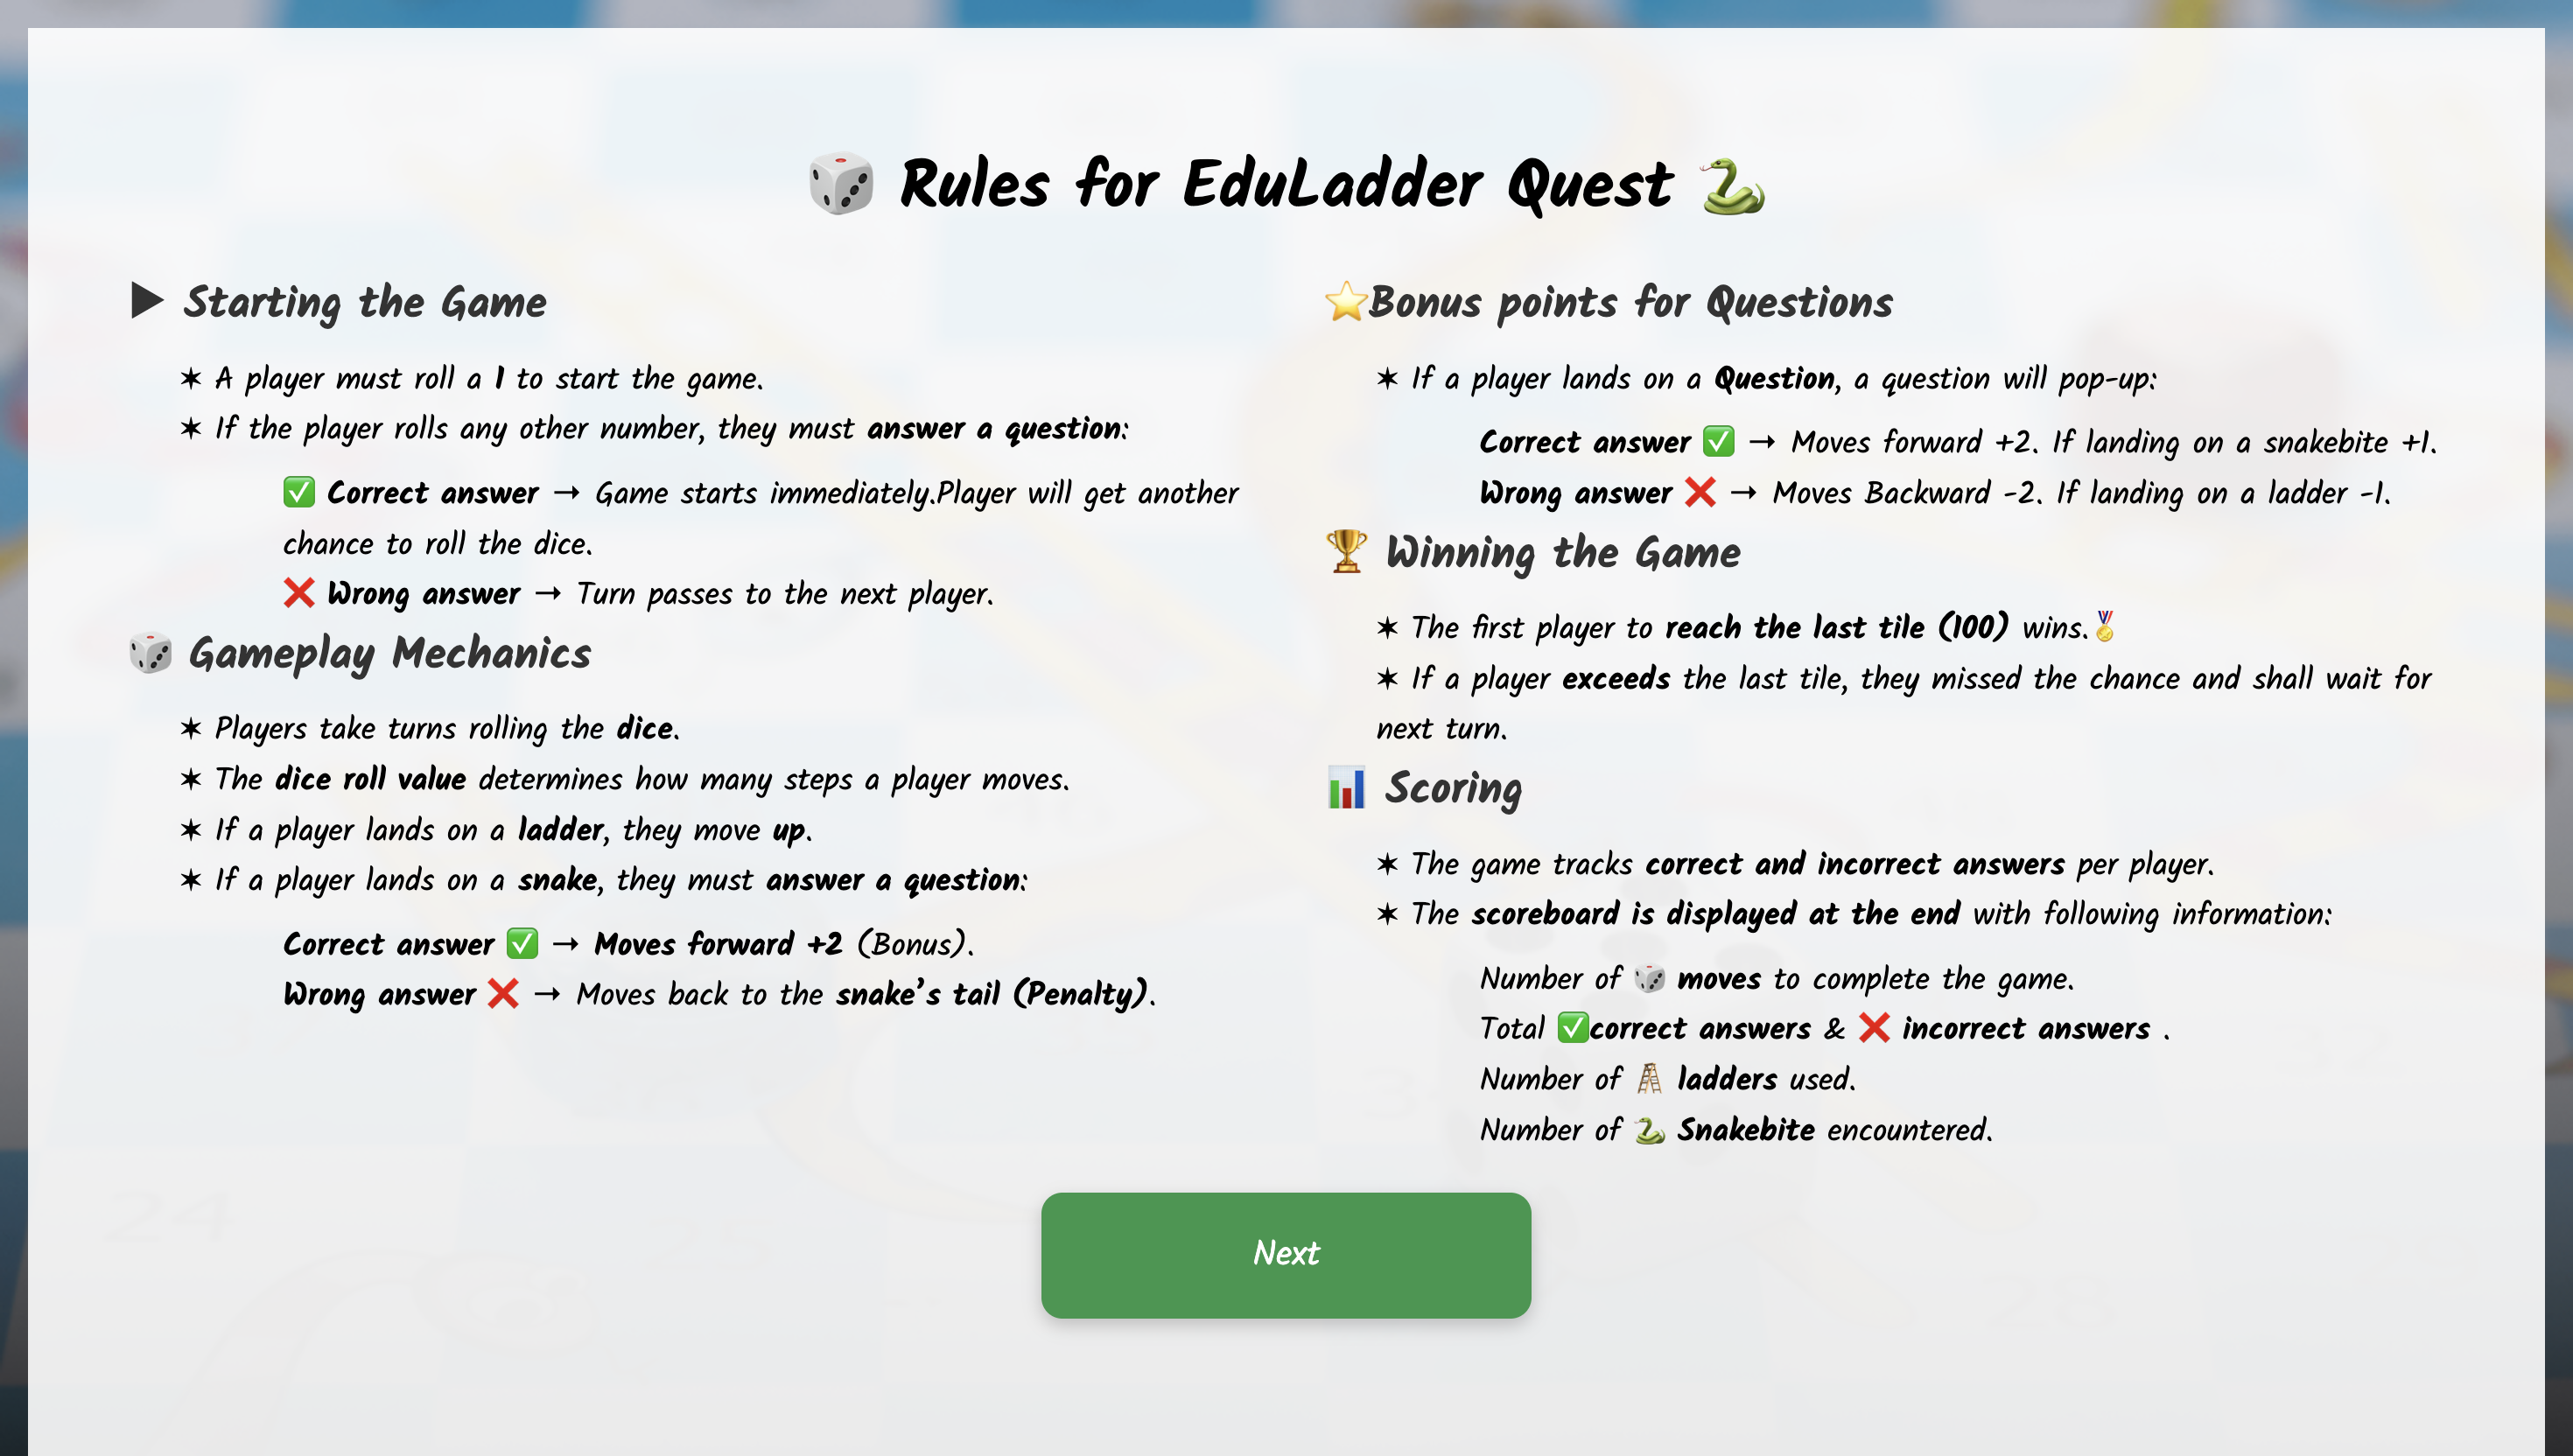 🎲 Rules for EduLadder Quest 🐍
▶ Starting the Game
✶ A player must roll a 1 to start the game.
✶ If the player rolls any other number, they must answer a question:
✅ Correct answer → Game starts immediately.Player will get another
chance to roll the dice.
❌ Wrong answer → Turn passes to the next player.
🎲 Gameplay Mechanics
✶ Players take turns rolling the dice.
✶ The dice roll value determines how many steps a player moves.
✶ If a player lands on a ladder, they move up.
✶ If a player lands on a snake, they must answer a question:
Correct answer ✅ → Moves forward +2 (Bonus).
Wrong answer ❌ → Moves back to the snake's tail (Penalty).
⭐Bonus points for Questions
✶ If a player lands on a Question, a question will pop-up:
Correct answer ✅ → Moves forward +2. If landing on a snakebite +1.
Wrong answer ❌ → Moves Backward -2. If landing on a ladder -1.
🏆 Winning the Game
✶ The first player to reach the last tile (100) wins.🏅
✶ If a player exceeds the last tile, they missed the chance and shall wait for
next turn.
📊 Scoring
✶ The game tracks correct and incorrect answers per player.
✶ The scoreboard is displayed at the end with following information:
Number of 🎲 moves to complete the game.
Total ✅correct answers & ❌ incorrect answers .
Number of 🪜 ladders used.
Number of 🐍 Snakebite encountered.
24
25
Next